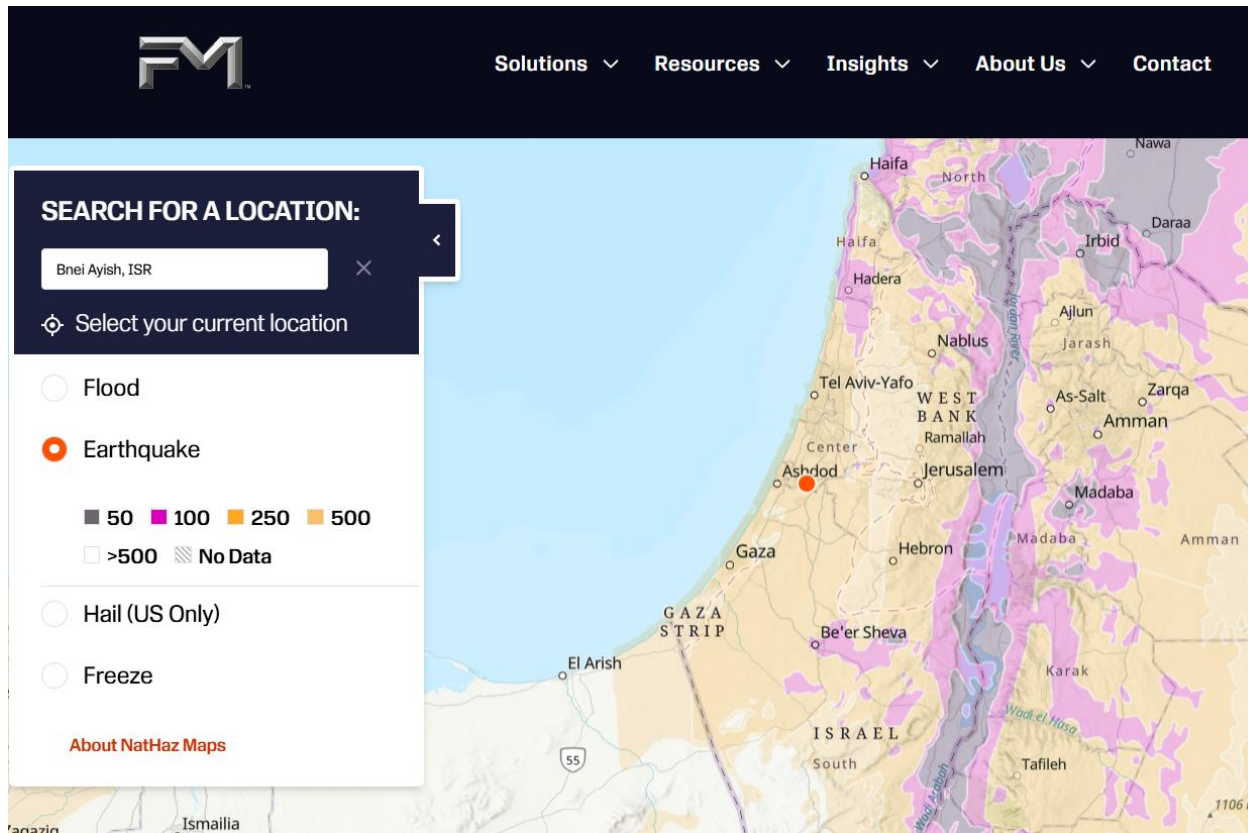 FM
Solutions
Resources
Insights
About Us
Contact
SEARCH FOR A LOCATION:
Bnei Ayish, ISR
Select your current location
Flood
Earthquake
50 100 250 500
>500 No Data
Hail (US Only)
Freeze
About NatHaz Maps
Nawa
Haifa
North
Daraa
Haifa
Irbid
Hadera
Jordan River
Ajlun
Nablus
Jarash
Tel Aviv-Yafo
WEST
BANK
As-Salt
Zarqa
Amman
Ramallah
Center
Ashdod
Jerusalem
Madaba
Gaza
Hebron
Madaba
Amman
GAZA
STRIP
Be'er Sheva
El Arish
Karak
Wadi el Hasa
ISRAEL
South
55
Tafileh
Wadi Arabah
1106
Ismailia